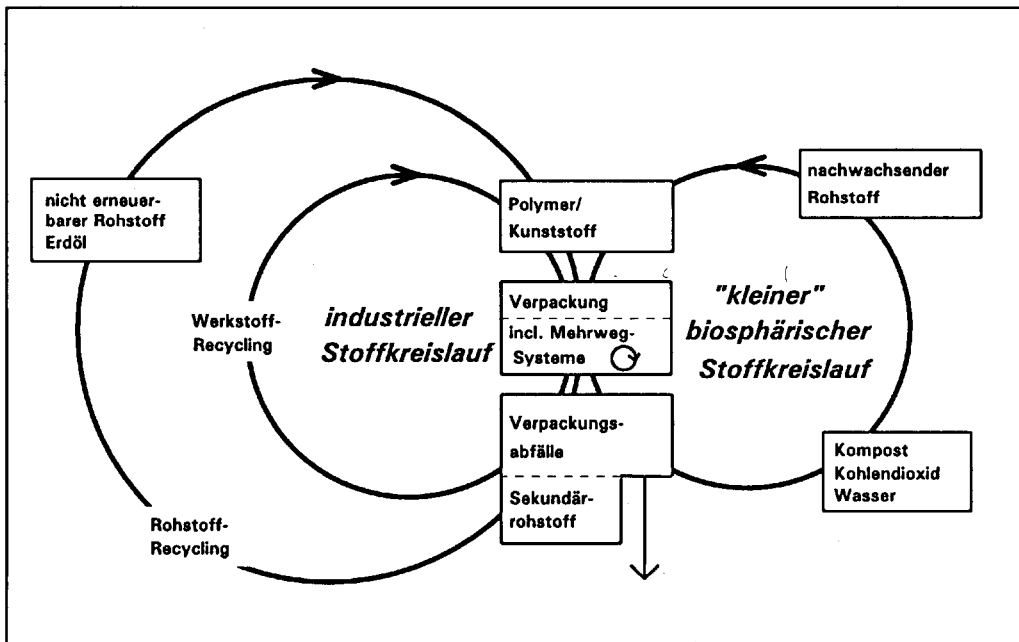 nicht erneuer-
barer Rohstoff
Erdöl
Werkstoff-
Recycling
Rohstoff-
Recycling
industrieller
Stoffkreislauf
Polymer/
Kunststoff
Verpackung
incl. Mehrweg-
Systeme
Verpackungs-
abfälle
Sekundär-
rohstoff
nachwachsender
Rohstoff
"kleiner"
biosphärischer
Stoffkreislauf
Kompost
Kohlendioxid
Wasser